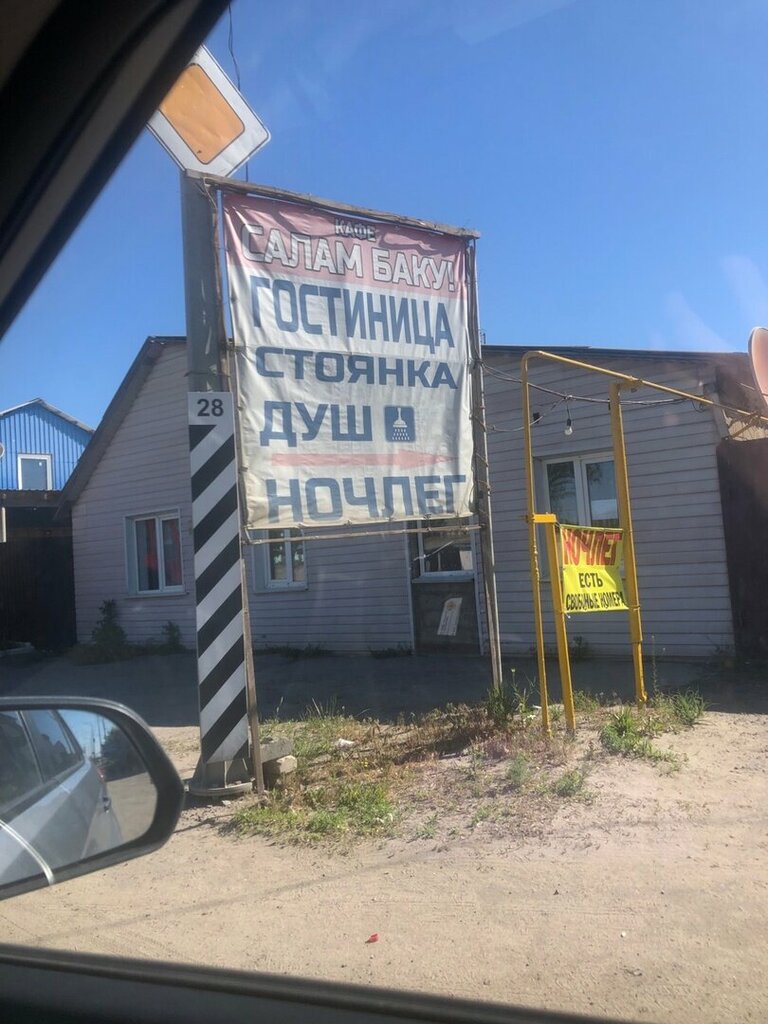 КАФЕ
САЛАМ БАКУ!
ГОСТИНИЦА
СТОЯНКА
ДУШ
НОЧЛЕГ
28
НОЧЛЕГ
ЕСТЬ
СВОБОДНЫЕ НОМЕРА